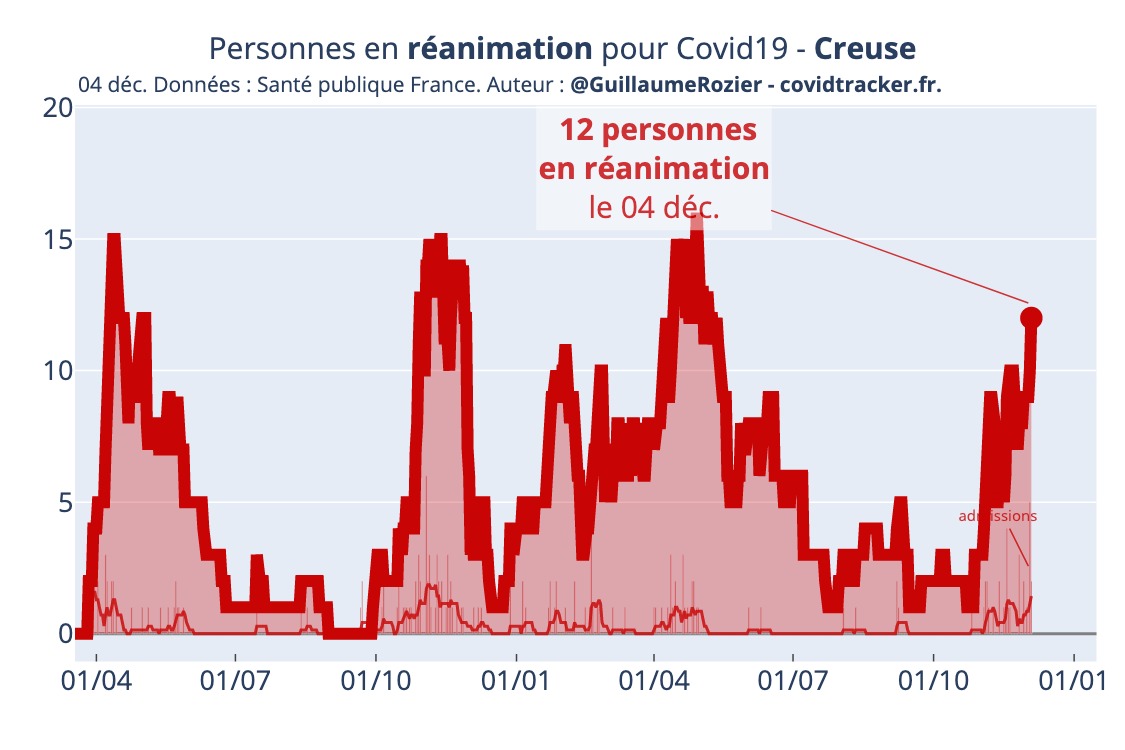 Personnes en réanimation pour Covid19 - Creuse
04 déc. Données : Santé publique France. Auteur : @GuillaumeRozier - covidtracker.fr.
20
12 personnes
en réanimation
le 04 déc.
15
10
5
admissions
0
01/04 01/07 01/10 01/01 01/04 01/07 01/10 01/01